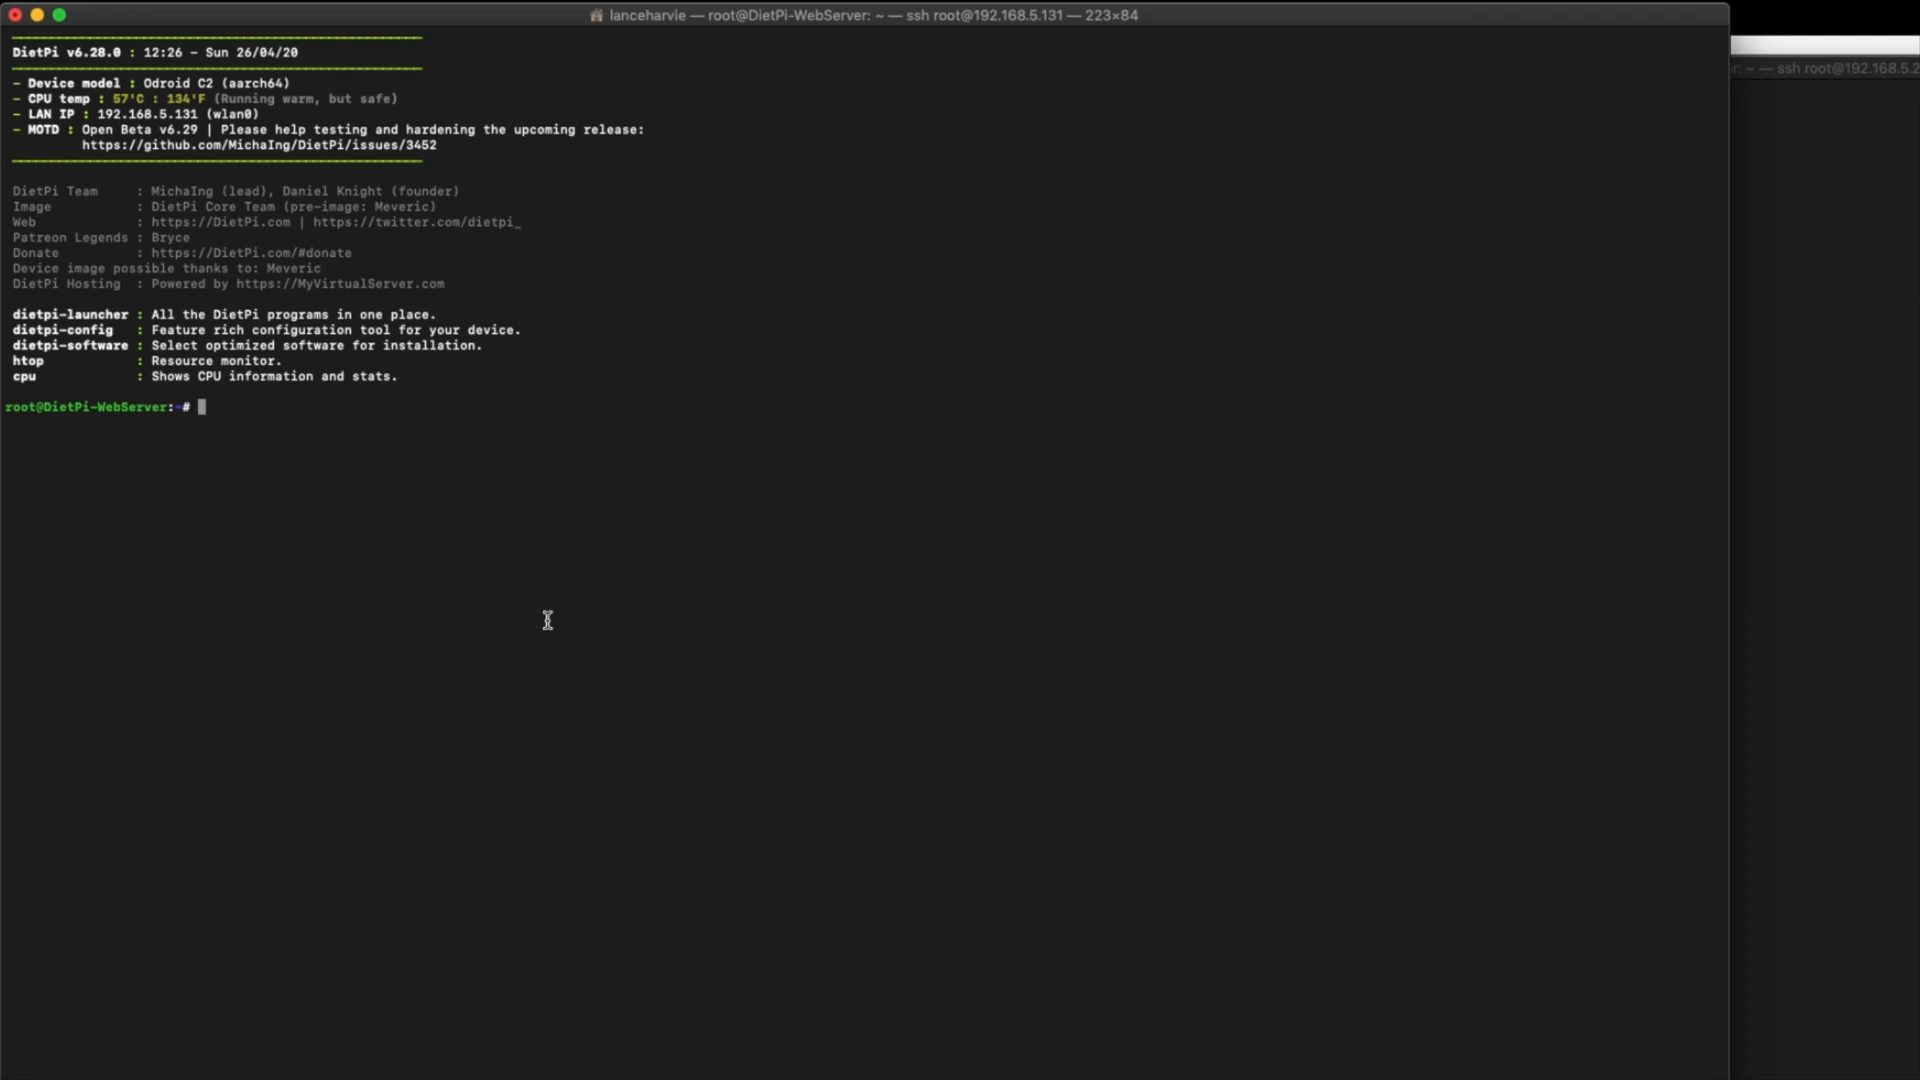 lanceharvie — root@DietPi-WebServer: ~ — ssh root@192.168.5.131 — 223×84
r: ~ — ssh root@192.168.5.2
DietPi v6.28.0 : 12:26 - Sun 26/04/20
- Device model : Odroid C2 (aarch64)
- CPU temp : 57'C : 134'F (Running warm, but safe)
- LAN IP : 192.168.5.131 (wlan0)
- MOTD : Open Beta v6.29 | Please help testing and hardening the upcoming release:
https://github.com/MichaIng/DietPi/issues/3452
DietPi Team : MichaIng (lead), Daniel Knight (founder)
Image : DietPi Core Team (pre-image: Meveric)
Web : https://DietPi.com | https://twitter.com/dietpi_
Patreon Legends : Bryce
Donate : https://DietPi.com/#donate
Device image possible thanks to: Meveric
DietPi Hosting : Powered by https://MyVirtualServer.com
dietpi-launcher : All the DietPi programs in one place.
dietpi-config : Feature rich configuration tool for your device.
dietpi-software : Select optimized software for installation.
htop : Resource monitor.
cpu : Shows CPU information and stats.
root@DietPi-WebServer:~#